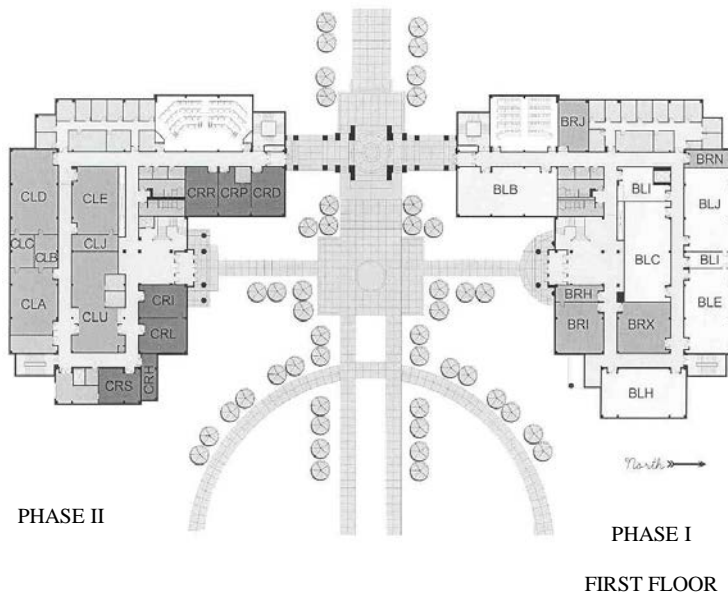 BRJ
BRN
CLD
CLE
CRR
CRP
CRD
BLB
BLI
BLJ
CLC
CLB
CLJ
BLC
BLI
CLA
CLU
CRI
BRH
BLE
CRL
BRI
BRX
CRH
CRS
BLH
North
PHASE II
PHASE I
FIRST FLOOR